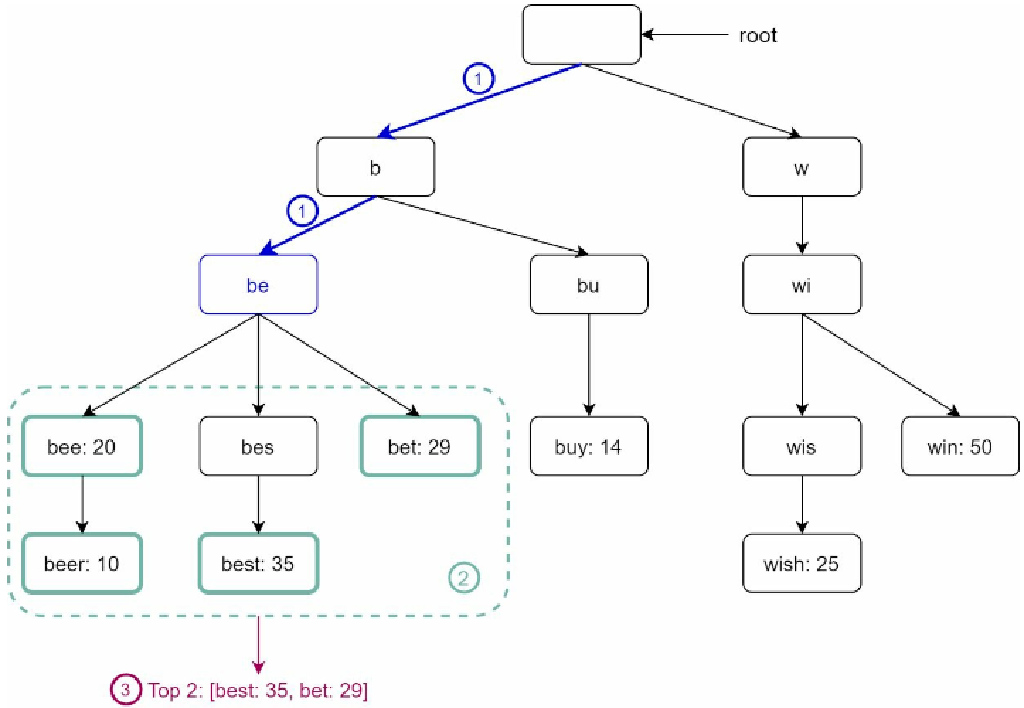 root
1
b
w
1
be
bu
wi
bee: 20
bes
bet: 29
buy: 14
wis
win: 50
beer: 10
best: 35
2
wish: 25
3 Top 2: [best: 35, bet: 29]